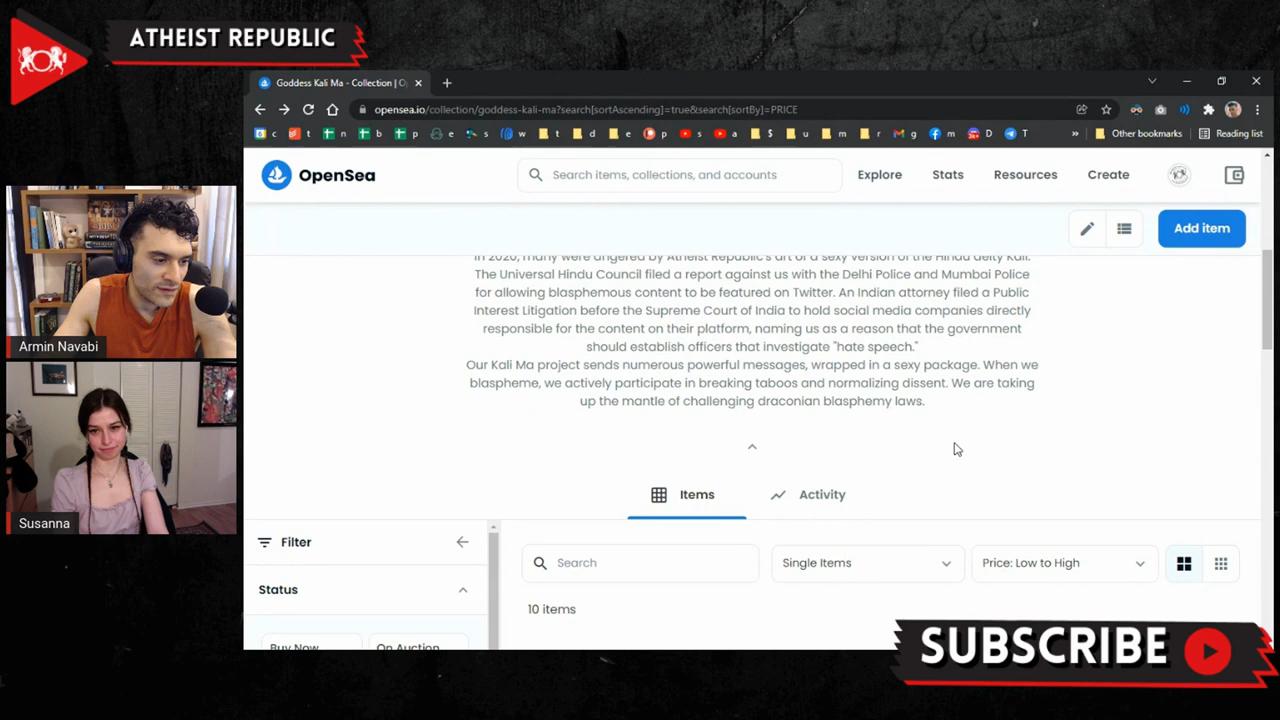 ATHEIST REPUBLIC
Goddess Kali Ma - Collection | O
opensea.io/collection/goddess-kali-ma?search[sortAscending]=true&search[sortBy]=PRICE
c t n b p e s w t d e p s a $ u m r g m D T » Other bookmarks Reading list
OpenSea
Search items, collections, and accounts
Explore Stats Resources Create
Add item
In 2020, many were angered by Atheist Republic's art of a sexy version of the Hindu deity Kali.
The Universal Hindu Council filed a report against us with the Delhi Police and Mumbai Police
for allowing blasphemous content to be featured on Twitter. An Indian attorney filed a Public
Interest Litigation before the Supreme Court of India to hold social media companies directly
responsible for the content on their platform, naming us as a reason that the government
should establish officers that investigate "hate speech."
Our Kali Ma project sends numerous powerful messages, wrapped in a sexy package. When we
blaspheme, we actively participate in breaking taboos and normalizing dissent. We are taking
up the mantle of challenging draconian blasphemy laws.
Armin Navabi
Susanna
Items Activity
Filter
Search
Single Items
Price: Low to High
Status
10 items
Buy Now
On Auction
SUBSCRIBE